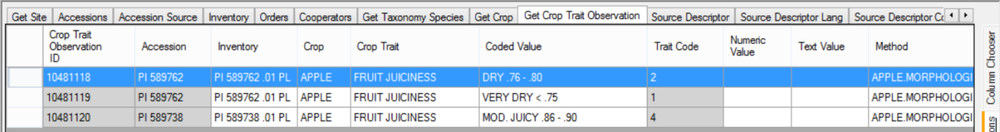 Get Site Accessions Accession Source Inventory Orders Cooperators Get Taxonomy Species Get Crop Get Crop Trait Observation Source Descriptor Source Descriptor Lang Source Descriptor Co
Crop Trait Observation ID Accession Inventory Crop Crop Trait Coded Value Trait Code Numeric Value Text Value Method
10481118 PI 589762 PI 589762 .01 PL APPLE FRUIT JUICINESS DRY .76 - .80 2 APPLE.MORPHOLOGI
10481119 PI 589762 PI 589762 .01 PL APPLE FRUIT JUICINESS VERY DRY < .75 1 APPLE.MORPHOLOGI
10481120 PI 589738 PI 589738 .01 PL APPLE FRUIT JUICINESS MOD. JUICY .86 - .90 4 APPLE.MORPHOLOGI
Column Chooser
ons